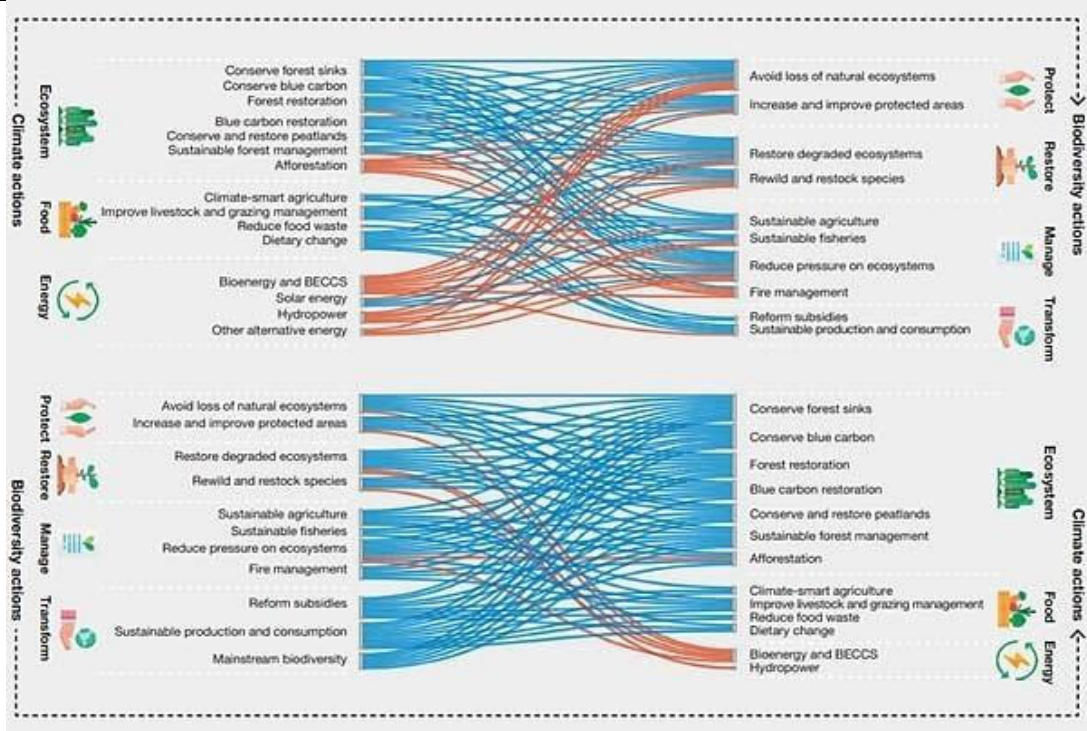 Climate actions
Ecosystem
Conserve forest sinks
Conserve blue carbon
Forest restoration
Blue carbon restoration
Conserve and restore peatlands
Sustainable forest management
Afforestation
Food
Climate-smart agriculture
Improve livestock and grazing management
Reduce food waste
Dietary change
Energy
Bioenergy and BECCS
Solar energy
Hydropower
Other alternative energy
Biodiversity actions
Protect
Avoid loss of natural ecosystems
Increase and improve protected areas
Restore
Restore degraded ecosystems
Rewild and restock species
Manage
Sustainable agriculture
Sustainable fisheries
Reduce pressure on ecosystems
Fire management
Transform
Reform subsidies
Sustainable production and consumption
Biodiversity actions
Protect
Avoid loss of natural ecosystems
Increase and improve protected areas
Restore
Restore degraded ecosystems
Rewild and restock species
Manage
Sustainable agriculture
Sustainable fisheries
Reduce pressure on ecosystems
Fire management
Transform
Reform subsidies
Sustainable production and consumption
Mainstream biodiversity
Climate actions
Ecosystem
Conserve forest sinks
Conserve blue carbon
Forest restoration
Blue carbon restoration
Conserve and restore peatlands
Sustainable forest management
Afforestation
Food
Climate-smart agriculture
Improve livestock and grazing management
Reduce food waste
Dietary change
Energy
Bioenergy and BECCS
Hydropower